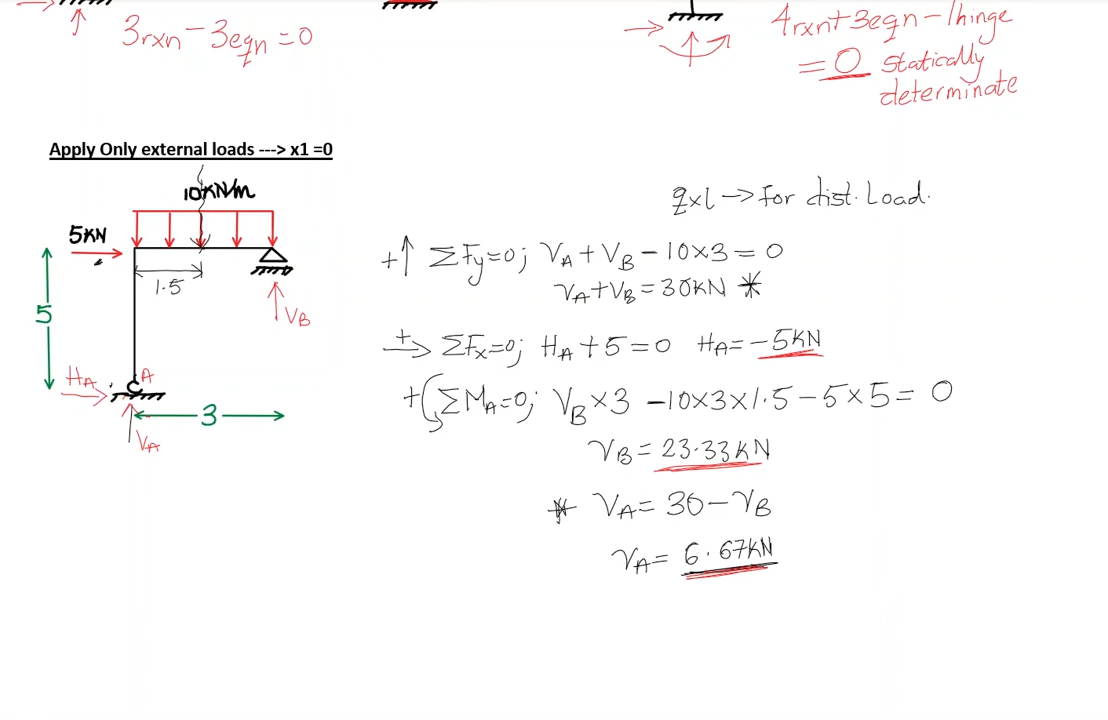 3rxn - 3eqn = 0
4rxn + 3eqn - 1hinge
= 0 statically
determinate
Apply Only external loads ---> x1 =0
10KN/m
5KN
1.5
5
VB
HA
A
3
VA
qxl → for dist. Load.
+↑ ΣFy=0; VA + VB - 10×3 = 0
VA+VB = 30KN *
+→ ΣFx=0; HA + 5 = 0 HA= -5KN
+ ΣMA=0; VB×3 -10×3×1.5 - 5×5 = 0
VB = 23.33KN
* VA= 30 - VB
VA= 6.67KN